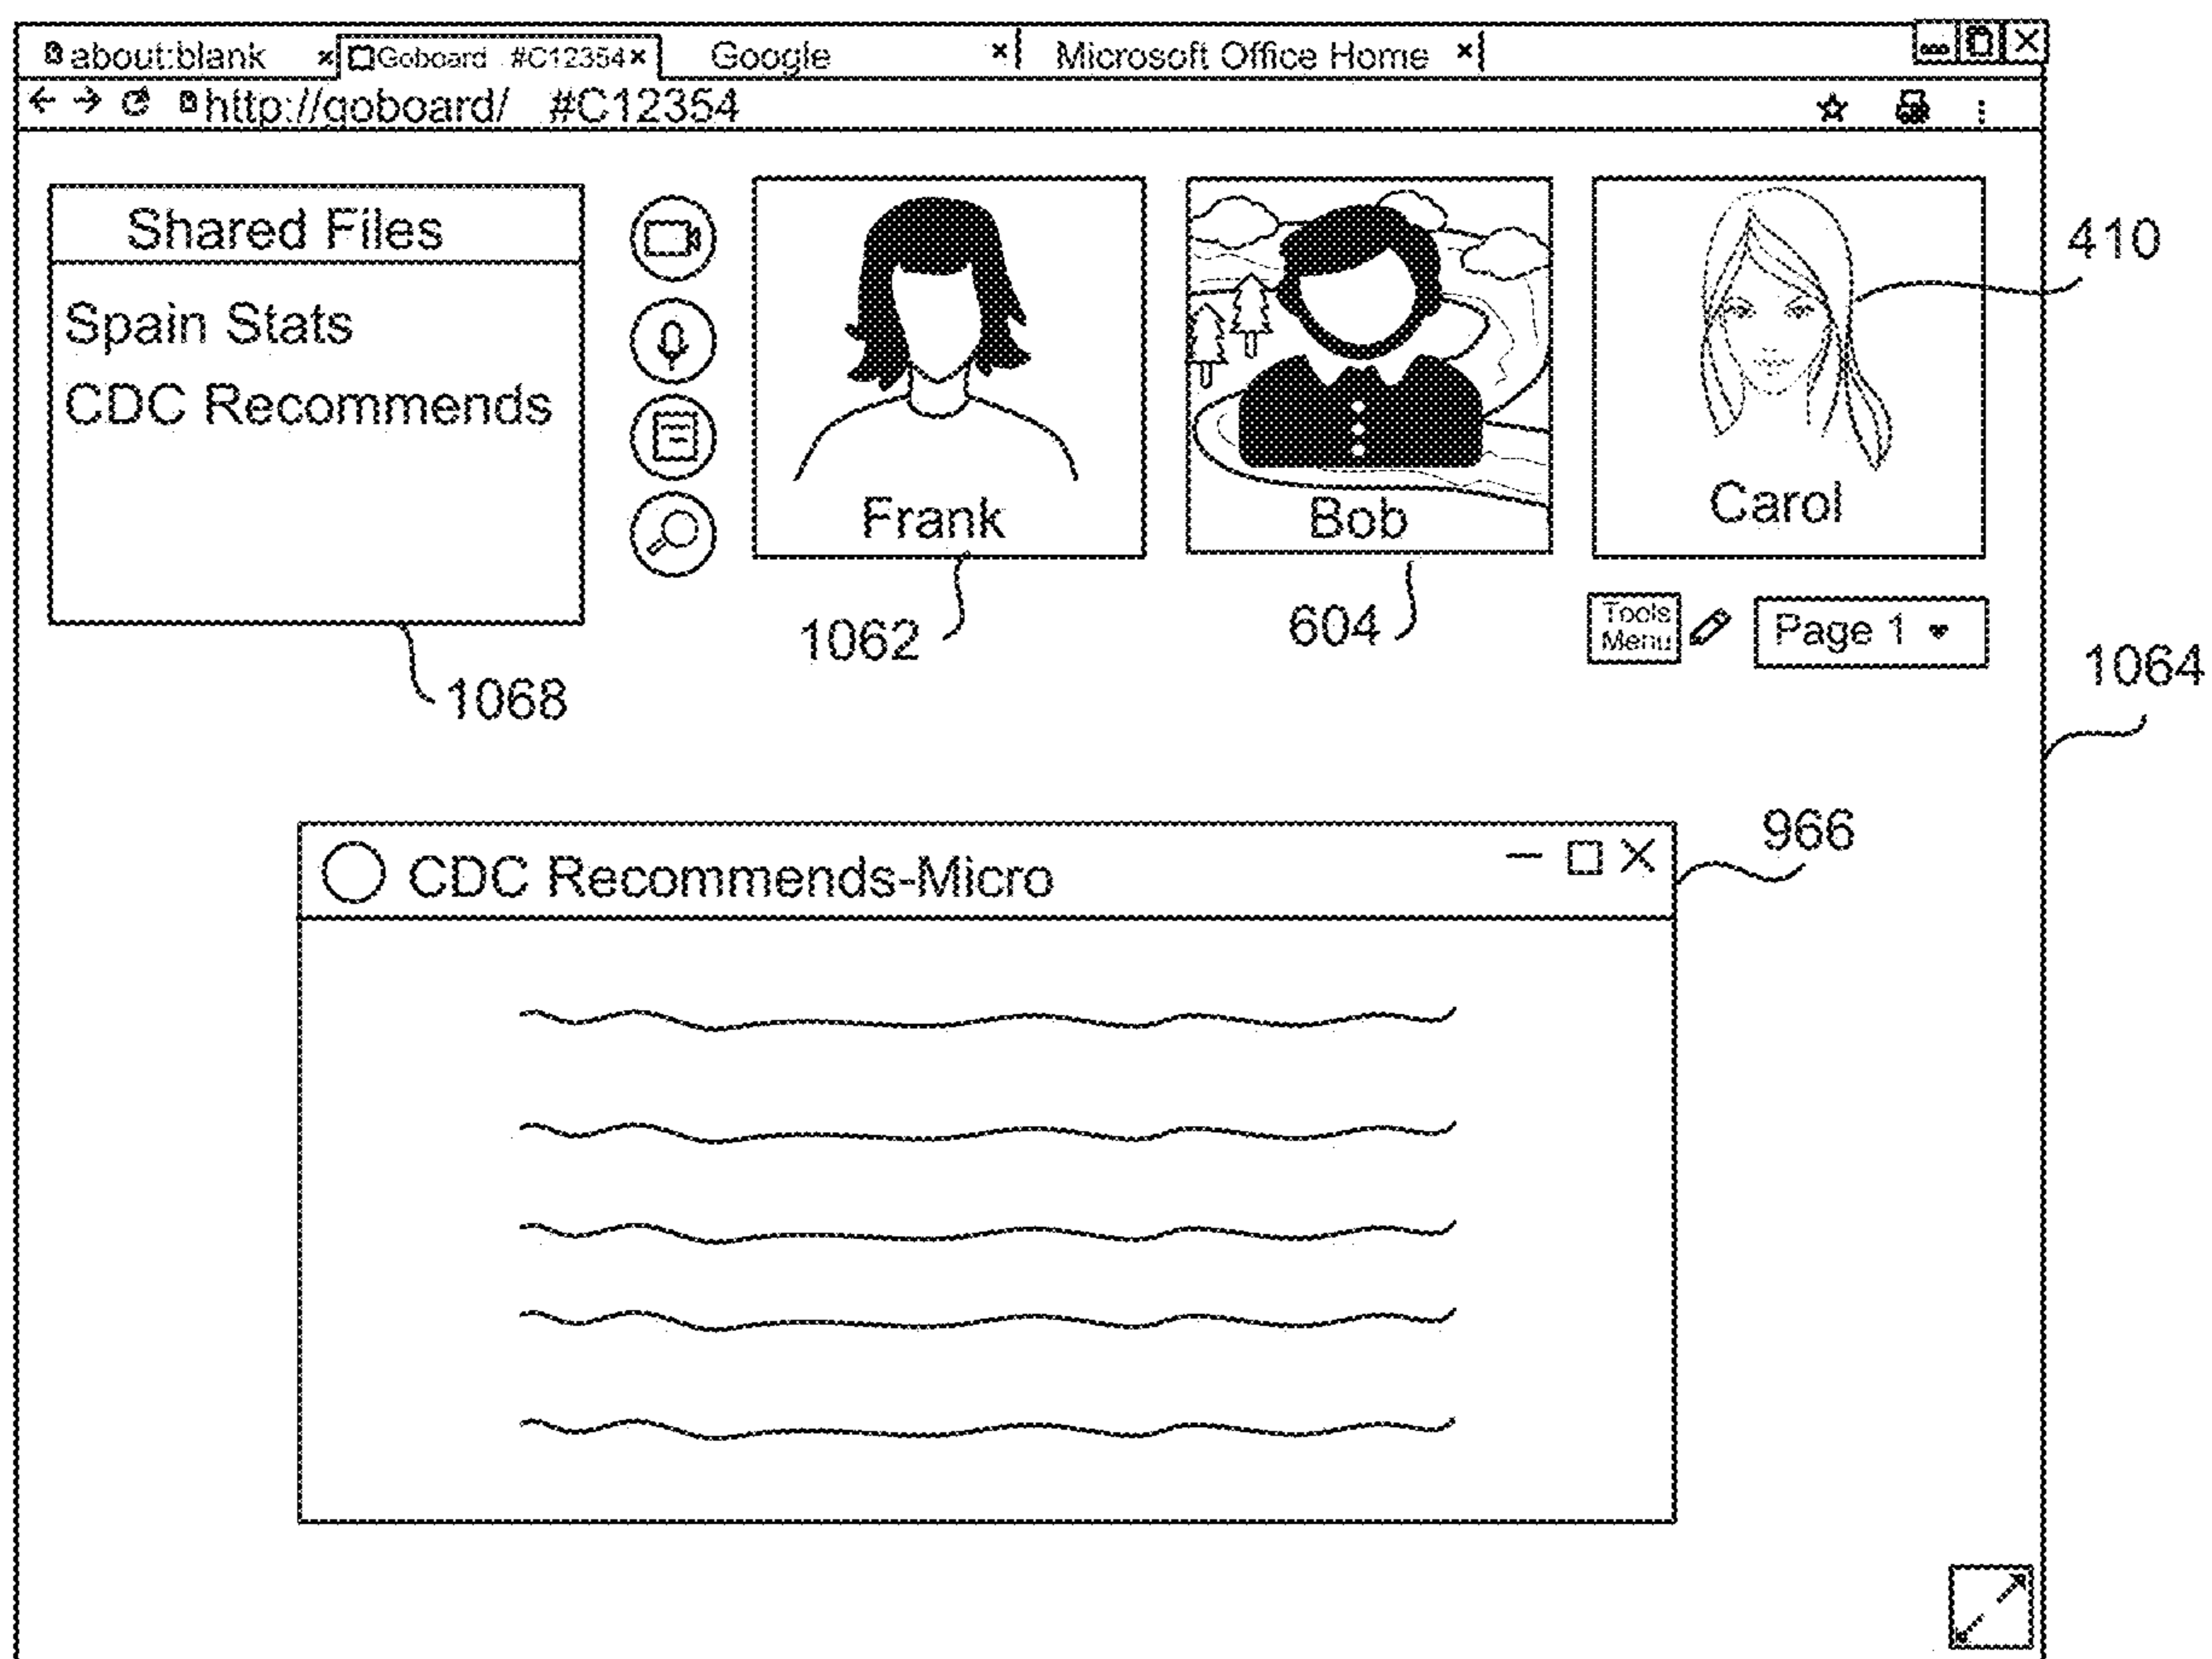 about:blank × Goboard #C12354 × Google × Microsoft Office Home ×
http://goboard/ #C12354
Shared Files
Spain Stats
CDC Recommends
1068
Frank
1062
Bob
604
Carol
410
Tools
Menu
Page 1
1064
CDC Recommends-Micro
966